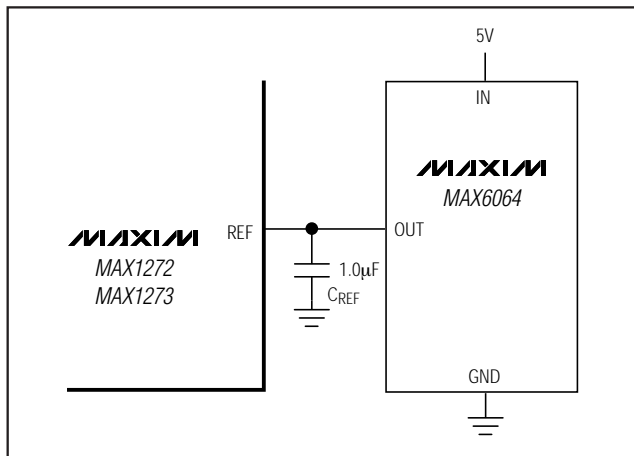 5V
IN
MAXIM
MAX6064
REF
OUT
MAXIM
MAX1272
MAX1273
1.0µF
CREF
GND